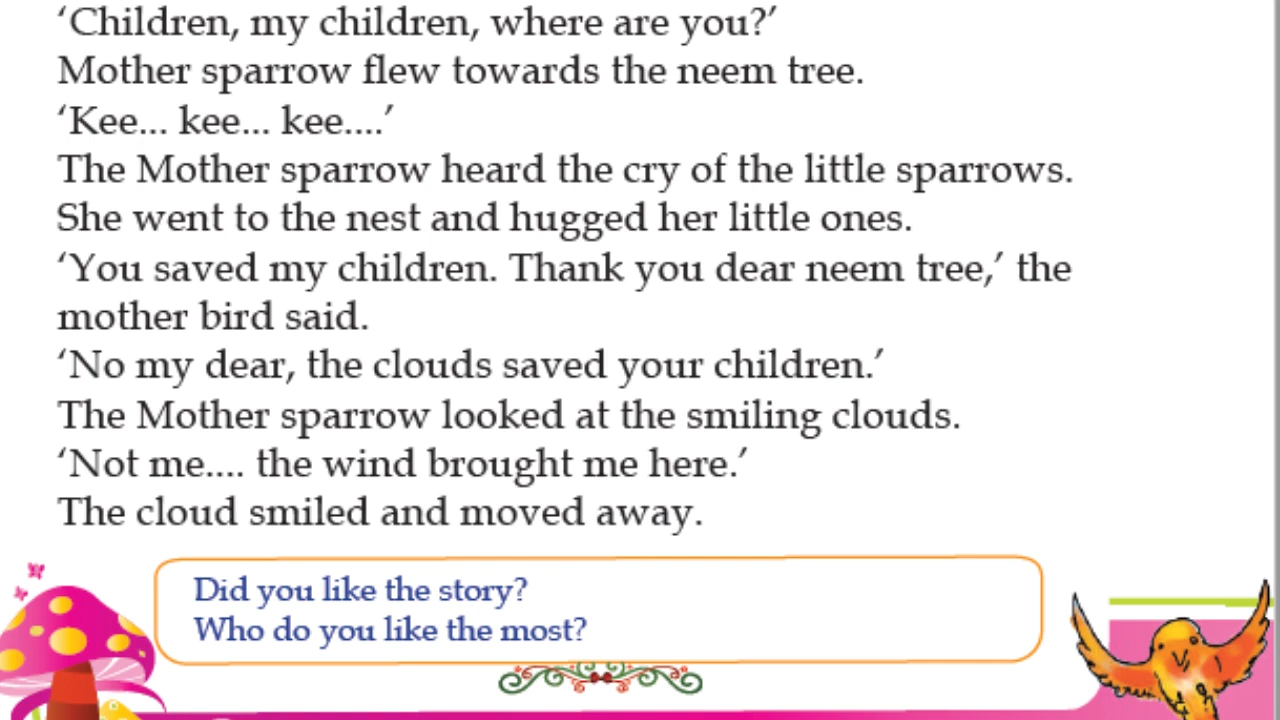 ‘Children, my children, where are you?’
Mother sparrow flew towards the neem tree.
‘Kee... kee... kee....’
The Mother sparrow heard the cry of the little sparrows.
She went to the nest and hugged her little ones.
‘You saved my children. Thank you dear neem tree,’ the
mother bird said.
‘No my dear, the clouds saved your children.’
The Mother sparrow looked at the smiling clouds.
‘Not me.... the wind brought me here.’
The cloud smiled and moved away.
Did you like the story?
Who do you like the most?